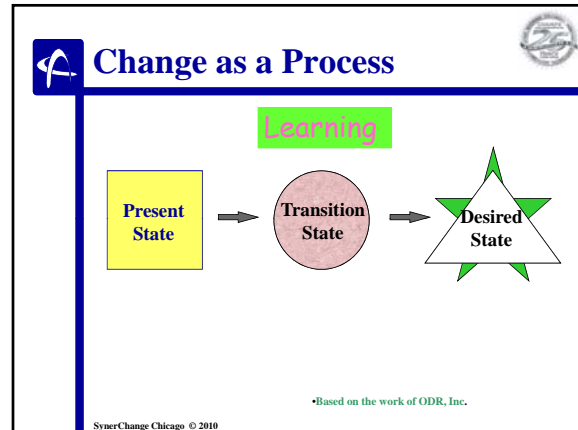 Change as a Process
Learning
Present
State
Transition
State
Desired
State
•Based on the work of ODR, Inc.
SynerChange Chicago © 2010